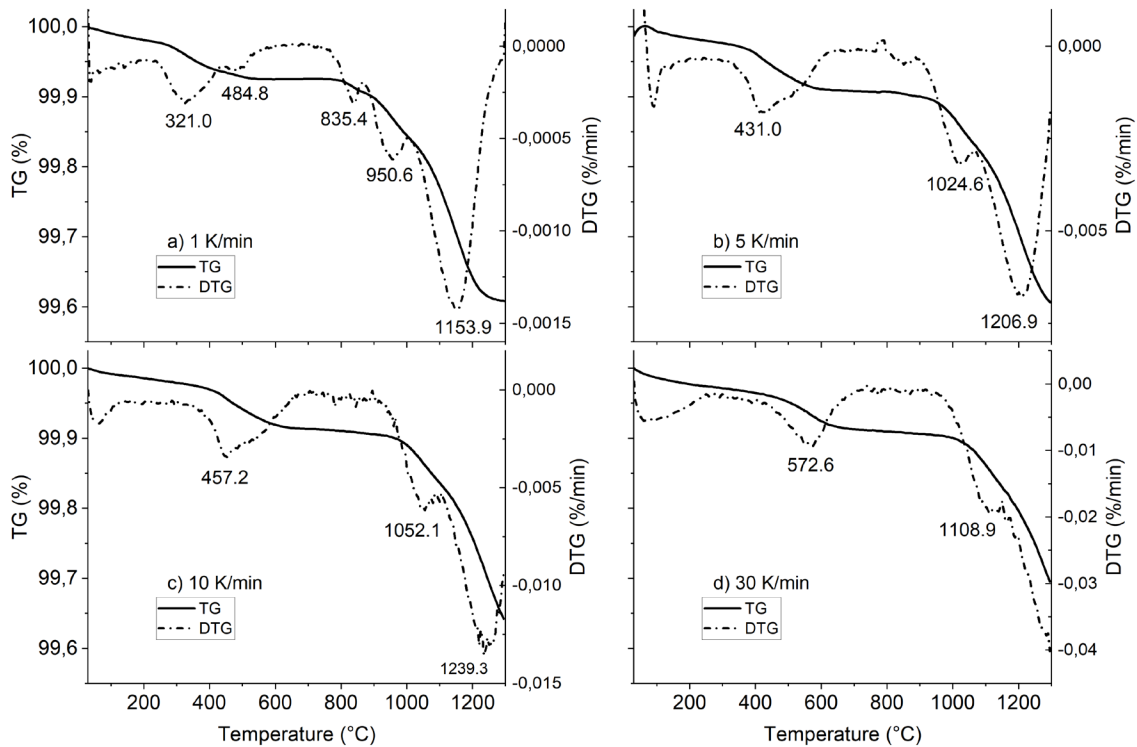 100,0
99,9
99,8
99,7
99,6
TG (%)
321.0
484.8
835.4
950.6
1153.9
a) 1 K/min
TG
DTG
0,0000
-0,0005
-0,0010
-0,0015
DTG (%/min)
431.0
1024.6
1206.9
b) 5 K/min
TG
DTG
0,000
-0,005
DTG (%/min)
100,0
99,9
99,8
99,7
99,6
TG (%)
457.2
1052.1
1239.3
c) 10 K/min
TG
DTG
0,000
-0,005
-0,010
-0,015
DTG (%/min)
200 400 600 800 1000 1200
Temperature (°C)
572.6
1108.9
d) 30 K/min
TG
DTG
0,00
-0,01
-0,02
-0,03
-0,04
DTG (%/min)
200 400 600 800 1000 1200
Temperature (°C)